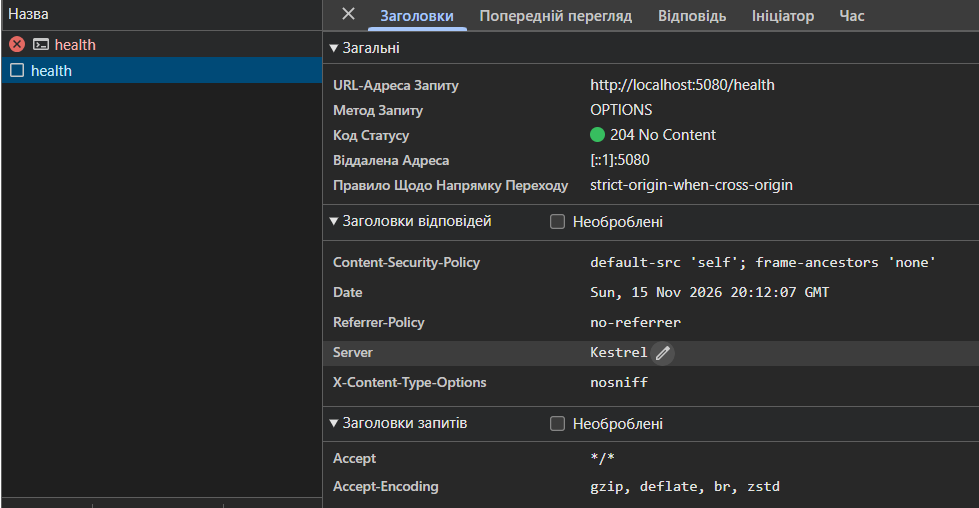 Назва
health
health
Заголовки Попередній перегляд Відповідь Ініціатор Час
Загальні
URL-Адреса Запиту http://localhost:5080/health
Метод Запиту OPTIONS
Код Статусу 204 No Content
Віддалена Адреса [::1]:5080
Правило Щодо Напрямку Переходу strict-origin-when-cross-origin
Заголовки відповідей Необроблені
Content-Security-Policy default-src 'self'; frame-ancestors 'none'
Date Sun, 15 Nov 2026 20:12:07 GMT
Referrer-Policy no-referrer
Server Kestrel
X-Content-Type-Options nosniff
Заголовки запитів Необроблені
Accept */*
Accept-Encoding gzip, deflate, br, zstd